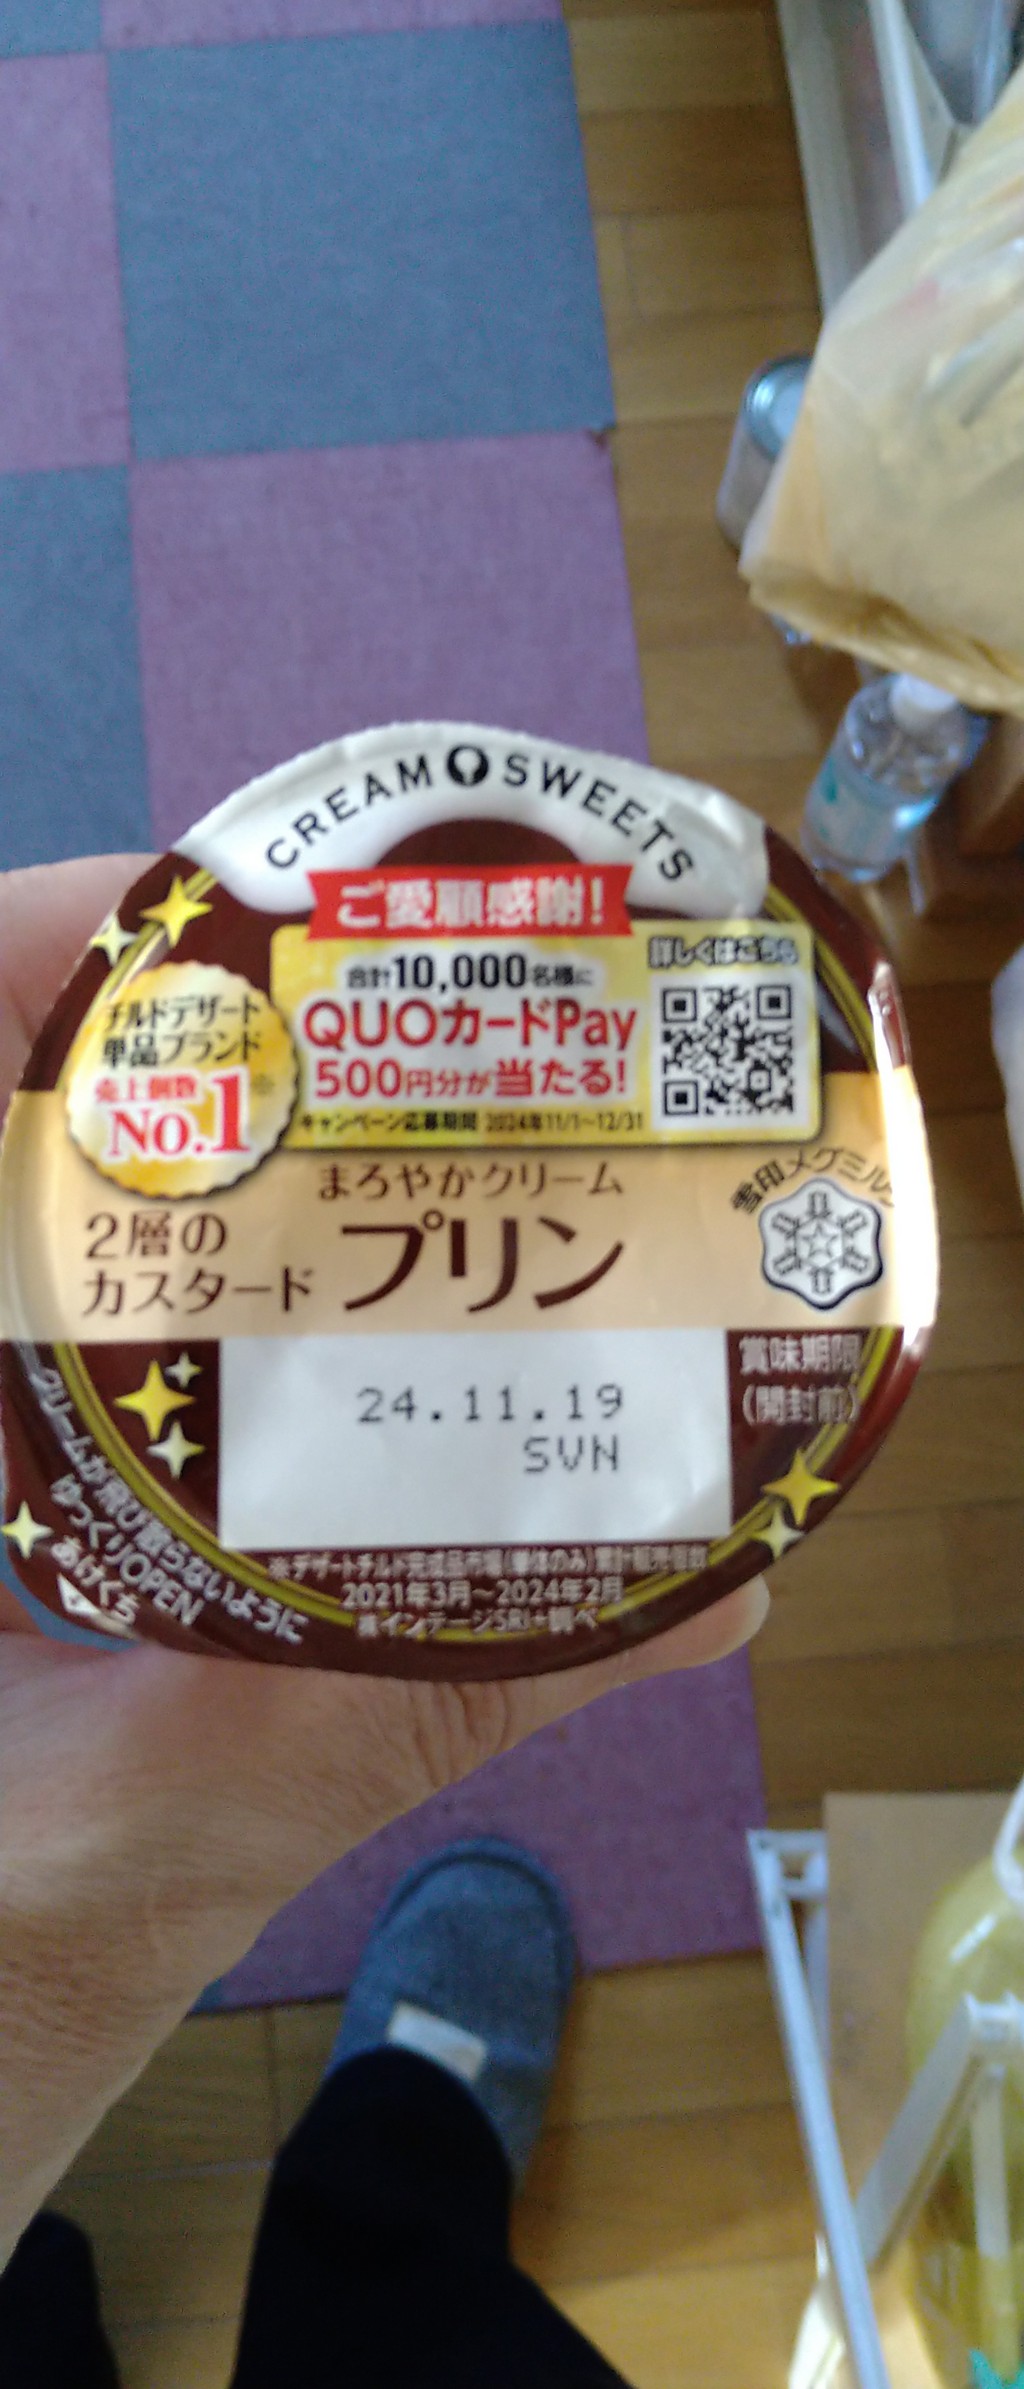 CREAM SWEETS
ご愛顧感謝!
合計10,000名様に
QUOカードPay
500円分が当たる!
キャンペーン応募期間 2024年11/1~12/31
詳しくはこちら
チルドデザート
単品ブランド
売上個数
No.1※
まろやかクリーム
2層の
カスタード
プリン
雪印メグミルク
賞味期限
(開封前)
24.11.19
SVN
クリームが飛び散らないように
ゆっくりOPEN
あけくち
※デザートチルド完成品市場(単体のみ)累計販売個数
2021年3月~2024年2月
㈱インテージSRI+調べ